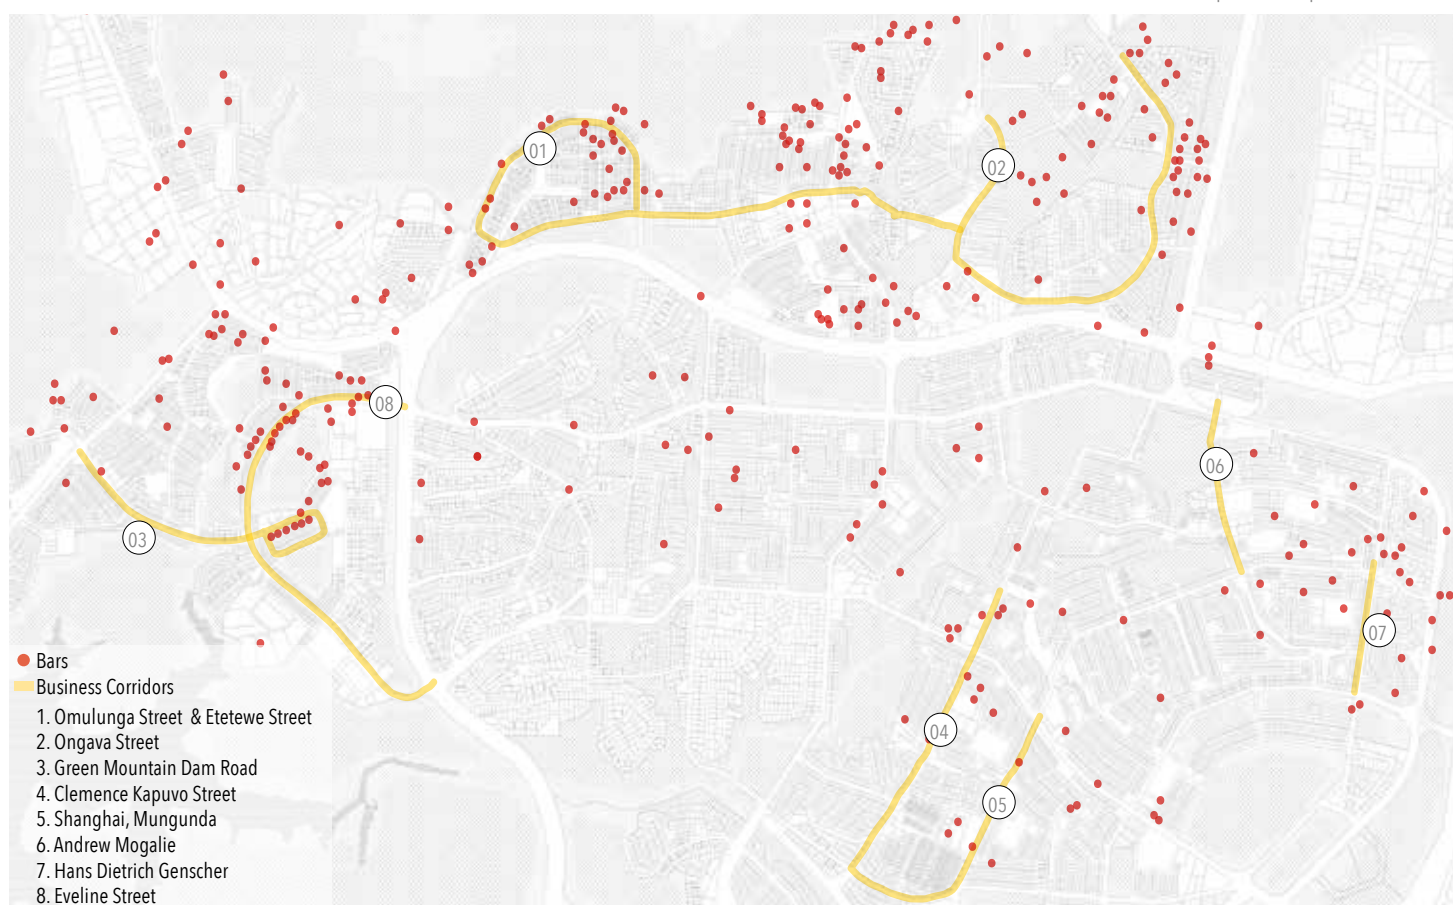 01
02
08
06
03
07
04
05
Bars
Business Corridors
1. Omulunga Street & Etetewe Street
2. Ongava Street
3. Green Mountain Dam Road
4. Clemence Kapuvo Street
5. Shanghai, Mungunda
6. Andrew Mogalie
7. Hans Dietrich Genscher
8. Eveline Street